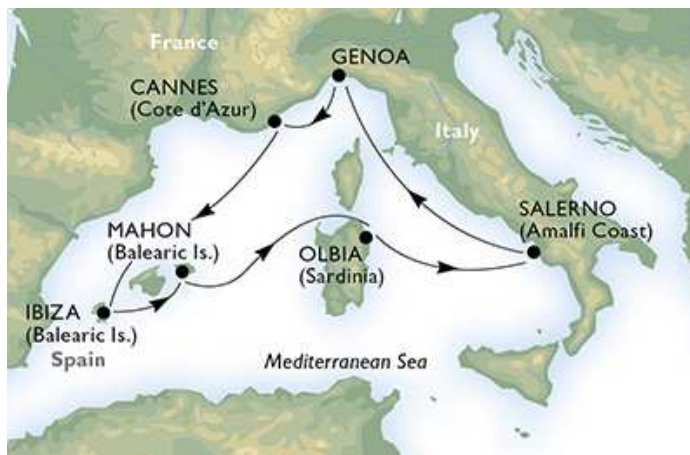 France
GENOA
CANNES
(Cote d'Azur)
Italy
SALERNO
(Amalfi Coast)
MAHON
(Balearic Is.)
OLBIA
(Sardinia)
IBIZA
(Balearic Is.)
Spain
Mediterranean Sea